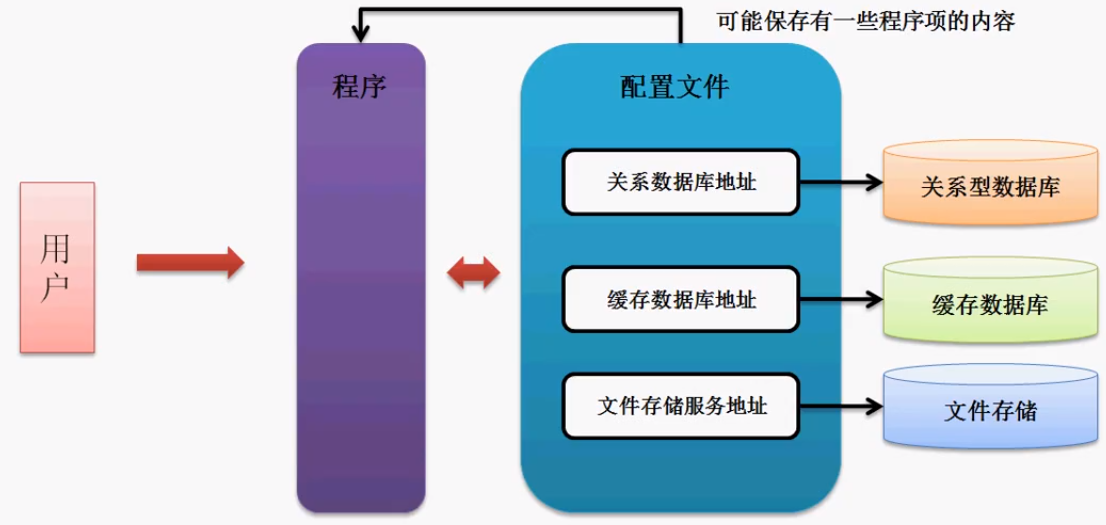 可能保存有一些程序项的内容
程序
配置文件
关系数据库地址
关系型数据库
用
户
缓存数据库地址
缓存数据库
文件存储服务地址
文件存储